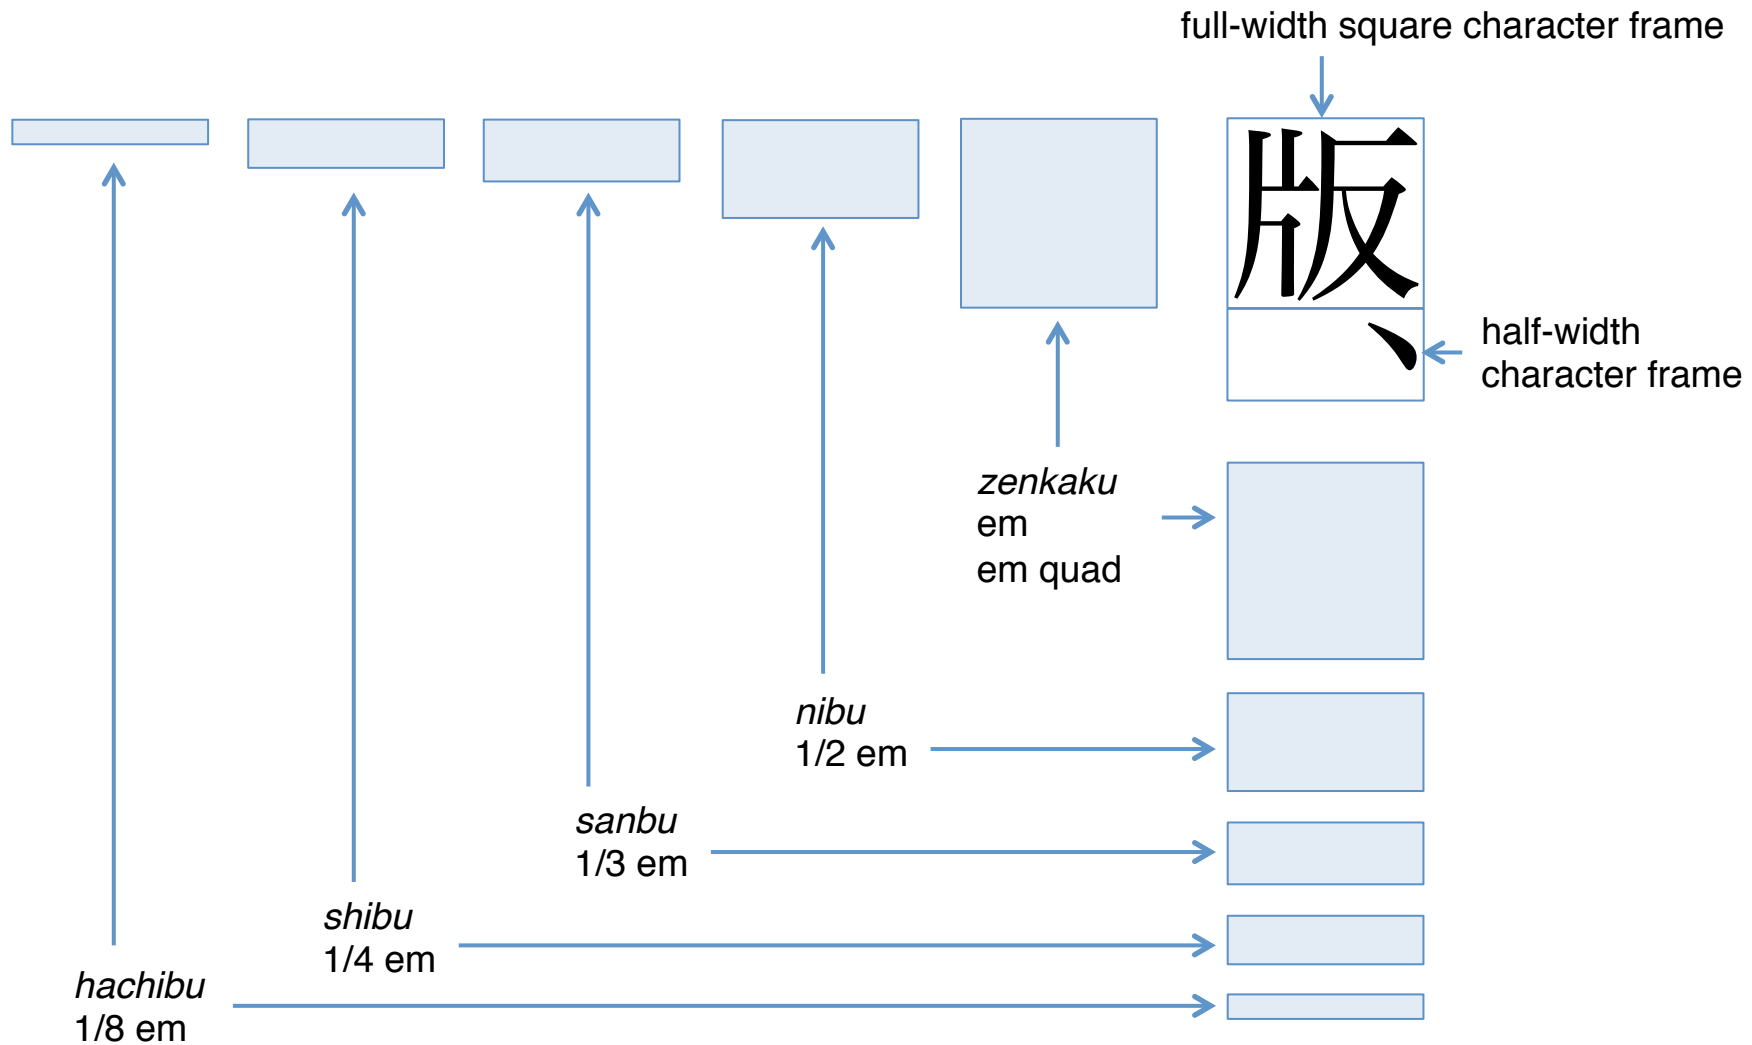 full-width square character frame
版
、
half-width
character frame
zenkaku
em
em quad
nibu
1/2 em
sanbu
1/3 em
shibu
1/4 em
hachibu
1/8 em